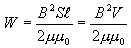 W = B²Sℓ / 2μμ₀ = B²V / 2μμ₀